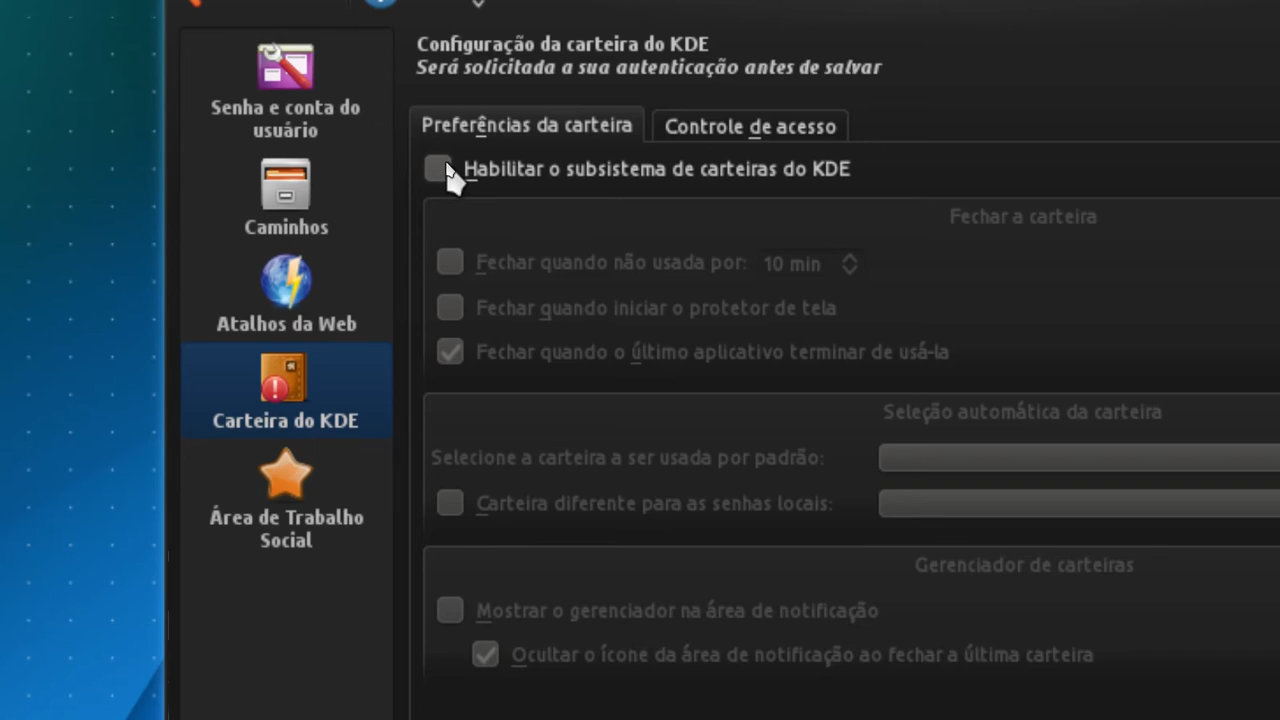 Configuração da carteira do KDE
Será solicitada a sua autenticação antes de salvar
Senha e conta do
usuário
Caminhos
Atalhos da Web
Carteira do KDE
Área de Trabalho
Social
Preferências da carteira
Controle de acesso
Habilitar o subsistema de carteiras do KDE
Fechar a carteira
Fechar quando não usada por: 10 min
Fechar quando iniciar o protetor de tela
Fechar quando o último aplicativo terminar de usá-la
Seleção automática da carteira
Selecione a carteira a ser usada por padrão:
Carteira diferente para as senhas locais:
Gerenciador de carteiras
Mostrar o gerenciador na área de notificação
Ocultar o ícone da área de notificação ao fechar a última carteira